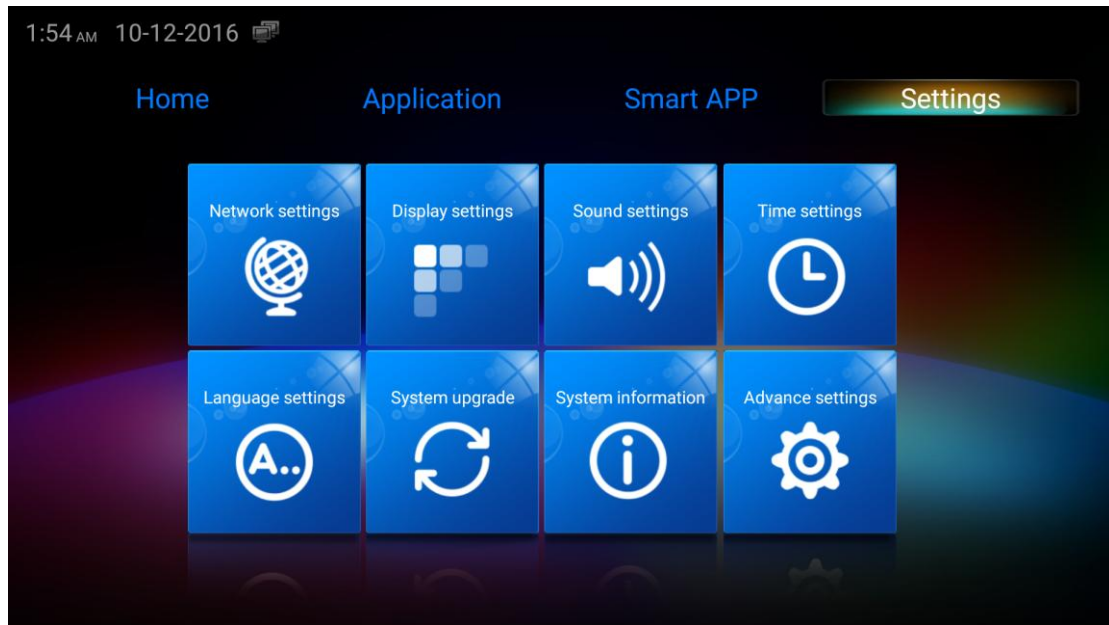 1:54 AM 10-12-2016
Home Application Smart APP Settings
Network settings Display settings Sound settings Time settings
Language settings System upgrade System information Advance settings
A..